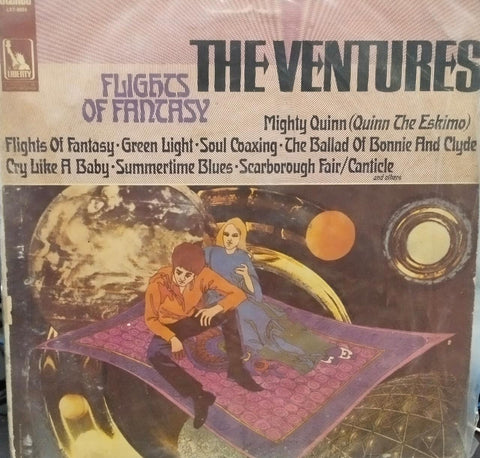 LIBERTY
THE VENTURES
FLIGHTS
OF FANTASY
Mighty Quinn (Quinn The Eskimo)
Flights Of Fantasy · Green Light · Soul Coaxing · The Ballad Of Bonnie And Clyde
Cry Like A Baby · Summertime Blues · Scarborough Fair/Canticle
and others